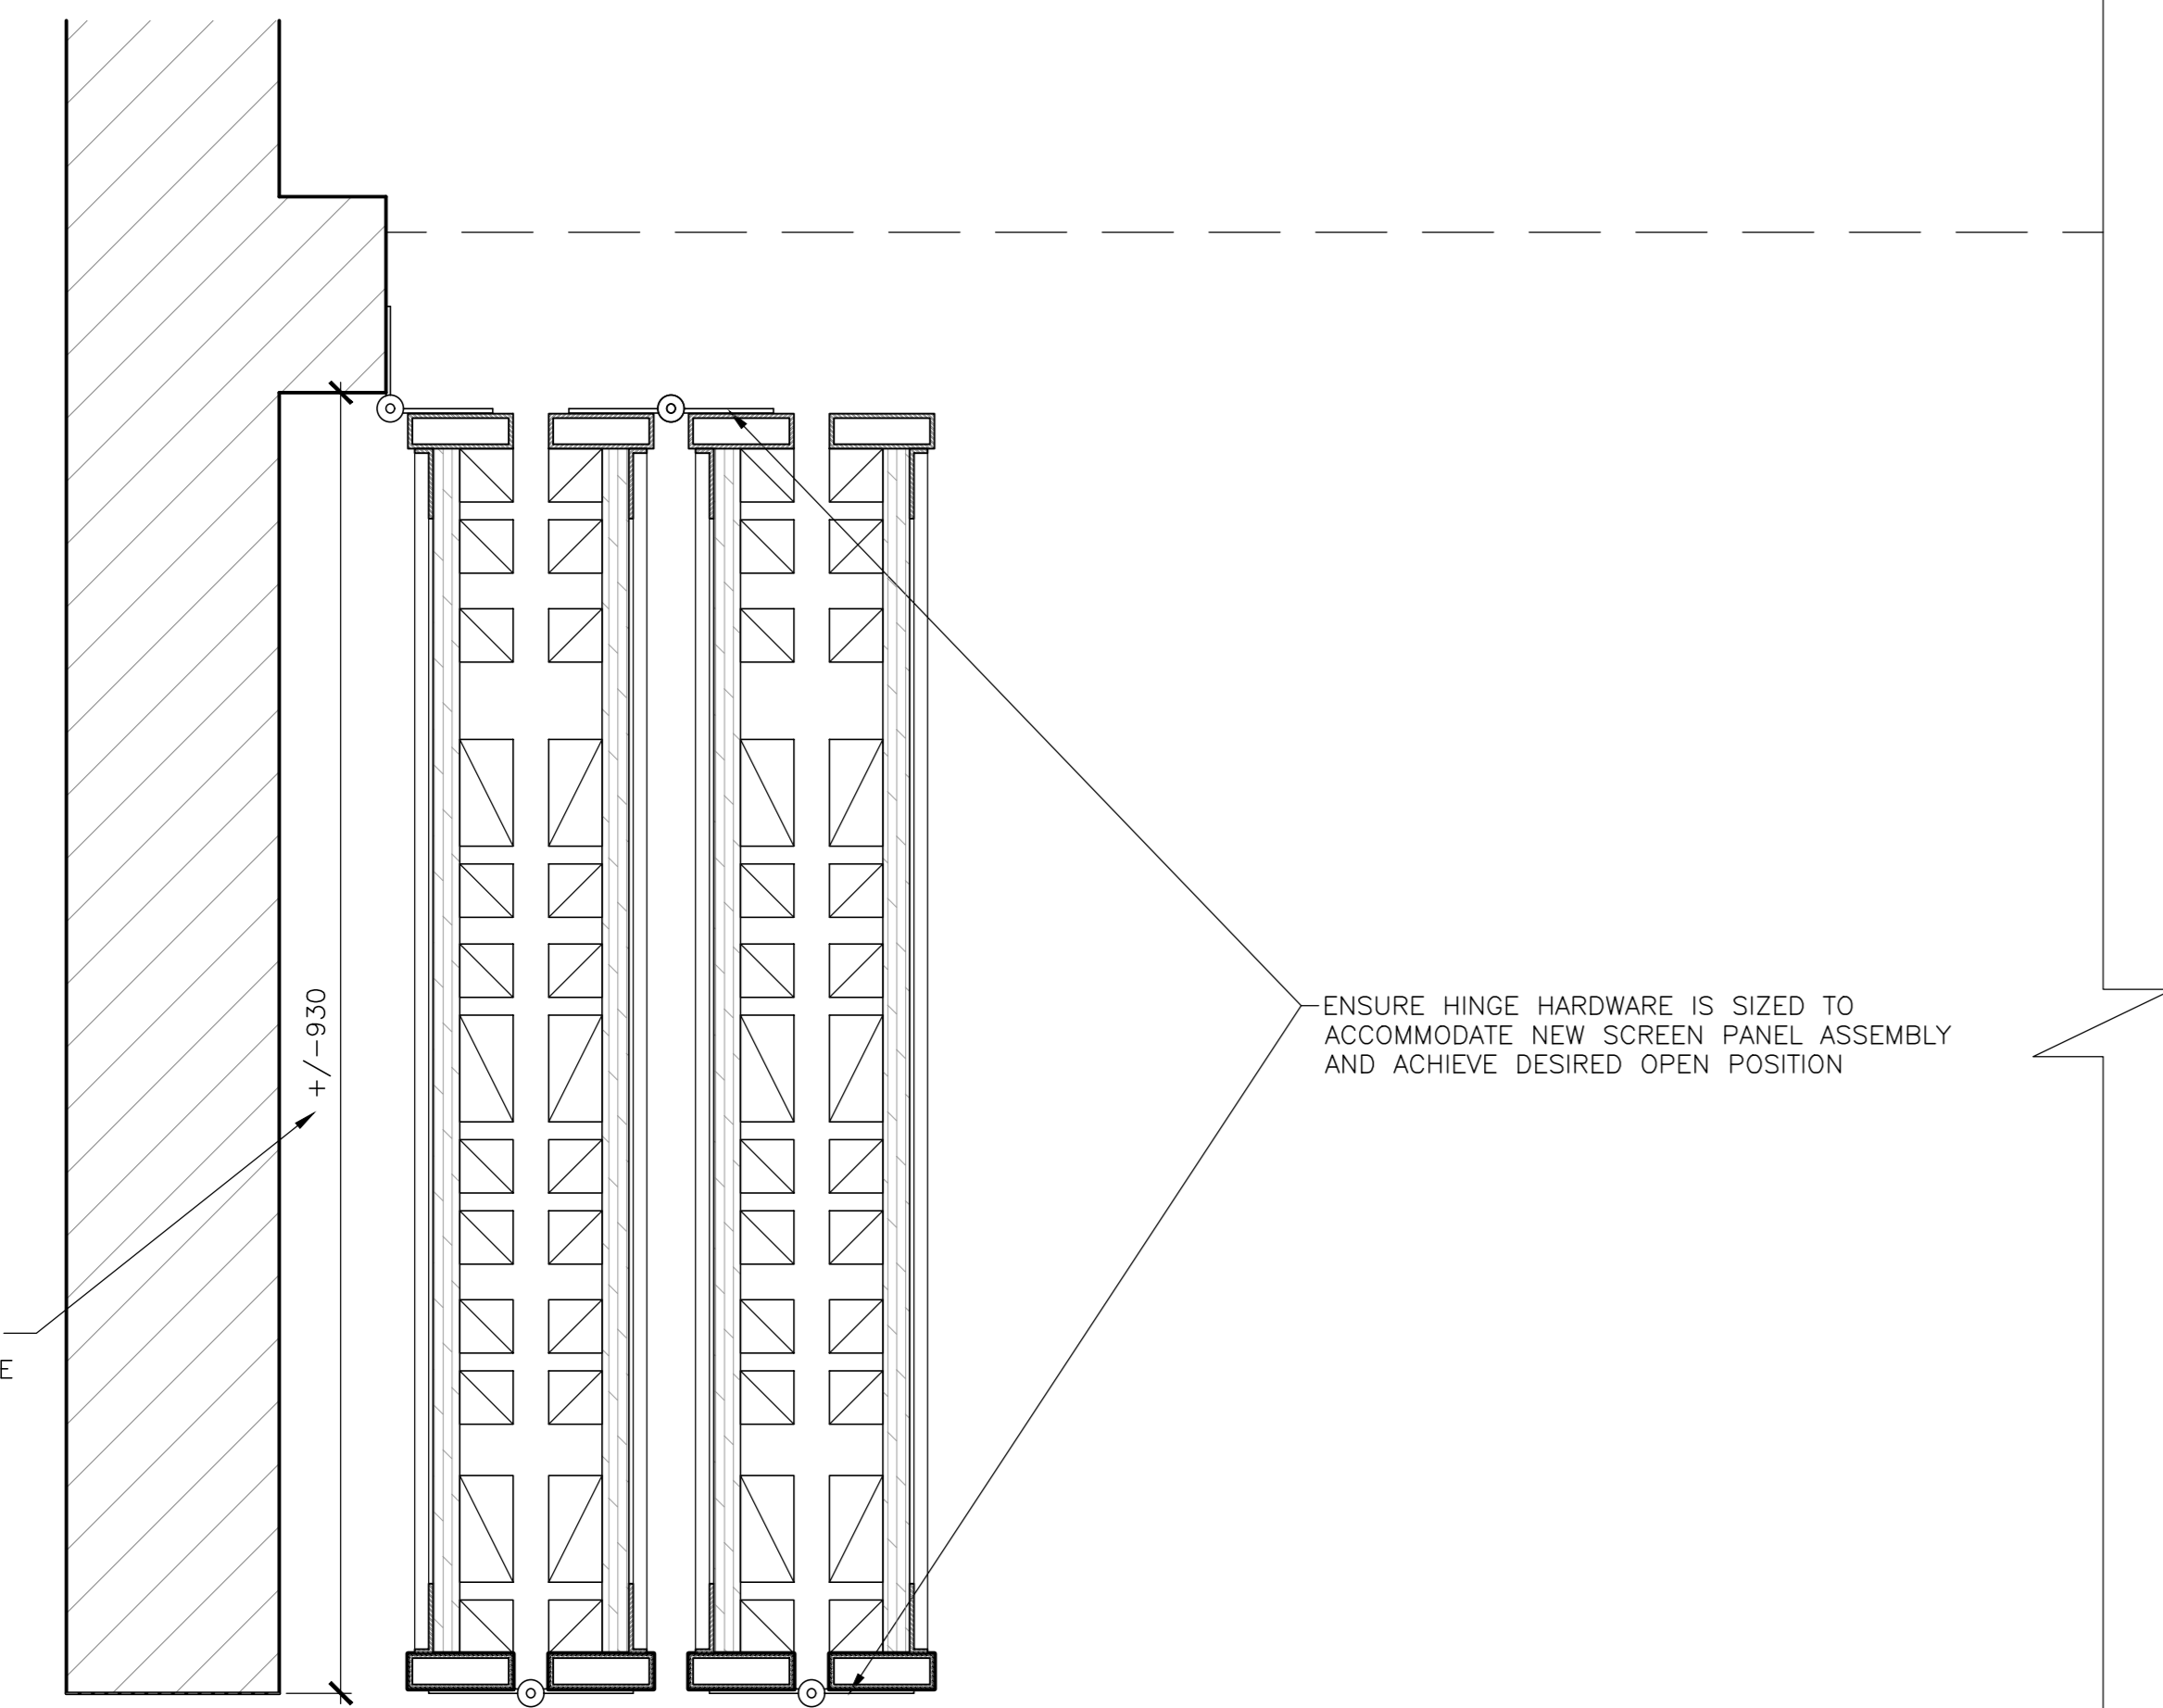 +/-930
ENSURE HINGE HARDWARE IS SIZED TO
ACCOMMODATE NEW SCREEN PANEL ASSEMBLY
AND ACHIEVE DESIRED OPEN POSITION